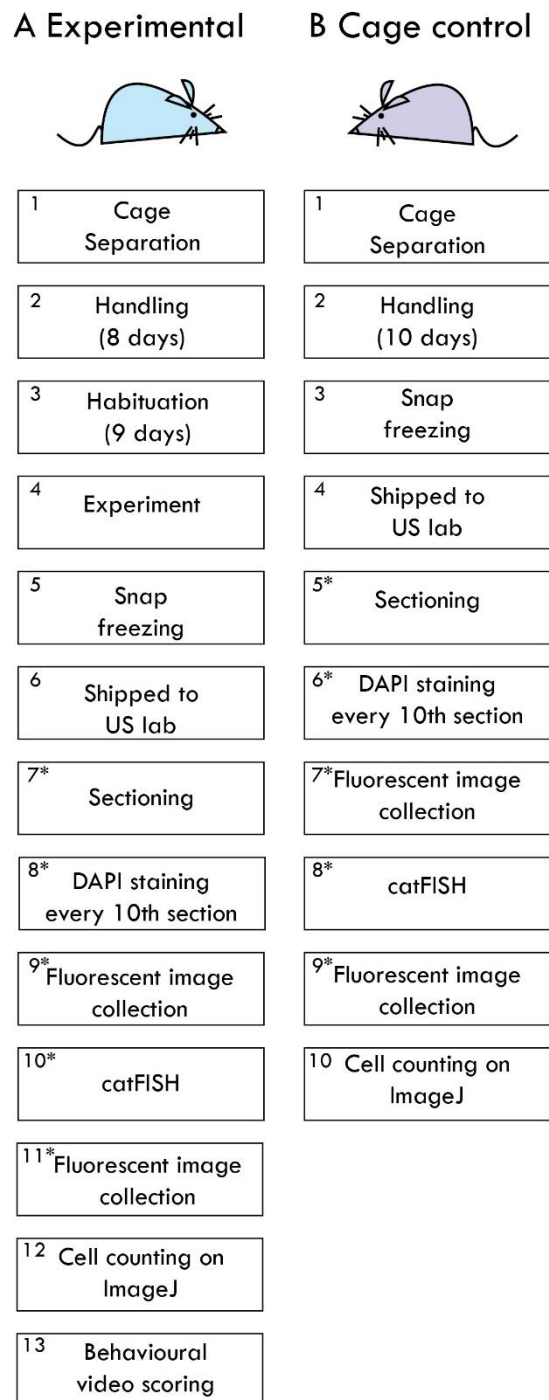 A Experimental
1 Cage
Separation
2 Handling
(8 days)
3 Habituation
(9 days)
4 Experiment
5 Snap
freezing
6 Shipped to
US lab
7* Sectioning
8* DAPI staining
every 10th section
9* Fluorescent image
collection
10* catFISH
11* Fluorescent image
collection
12 Cell counting on
ImageJ
13 Behavioural
video scoring
B Cage control
1 Cage
Separation
2 Handling
(10 days)
3 Snap
freezing
4 Shipped to
US lab
5* Sectioning
6* DAPI staining
every 10th section
7* Fluorescent image
collection
8* catFISH
9* Fluorescent image
collection
10 Cell counting on
ImageJ